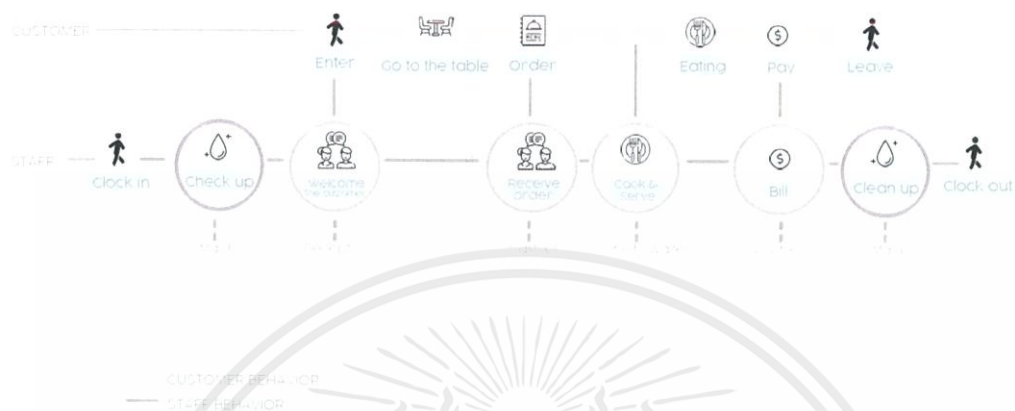 CUSTOMER
Enter
Go to the table
Order
Eating
Pay
Leave
STAFF
Clock in
Check up
Welcome
Receive
order
Cook &
Serve
Bill
Clean up
Clock out
CUSTOMER BEHAVIOR
STAFF BEHAVIOR